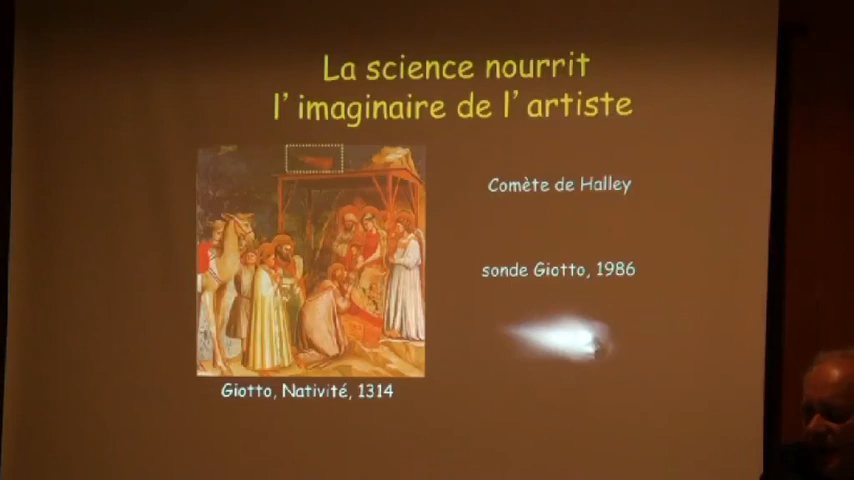 La science nourrit
l'imaginaire de l'artiste
Comète de Halley
sonde Giotto, 1986
Giotto, Nativité, 1314